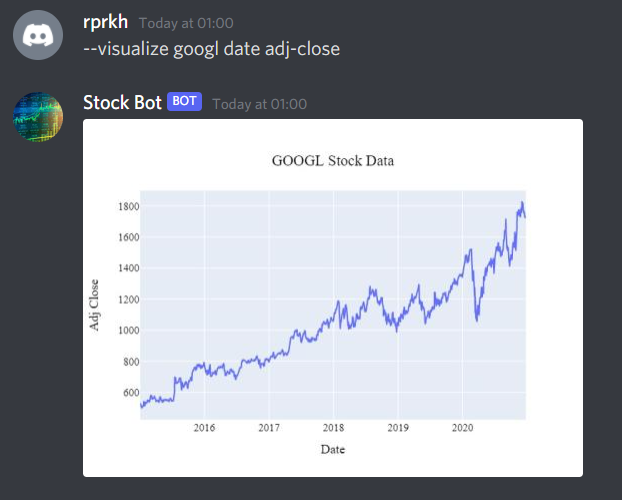 rprkh Today at 01:00
--visualize googl date adj-close
Stock Bot BOT Today at 01:00
GOOGL Stock Data
1800
1600
1400
1200
1000
800
600
Adj Close
2016 2017 2018 2019 2020
Date